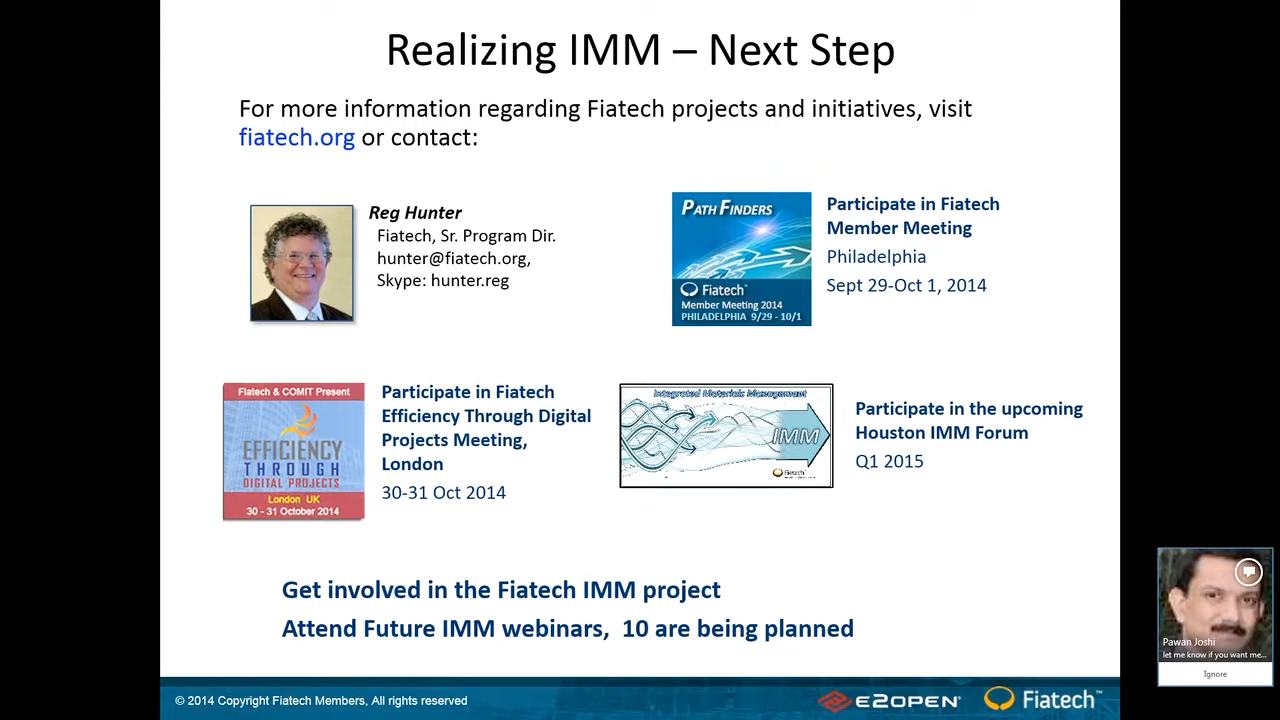 Realizing IMM – Next Step
For more information regarding Fiatech projects and initiatives, visit
fiatech.org or contact:
Reg Hunter
Fiatech, Sr. Program Dir.
hunter@fiatech.org,
Skype: hunter.reg
PATH FINDERS
Fiatech
Member Meeting 2014
PHILADELPHIA 9/29 - 10/1
Participate in Fiatech
Member Meeting
Philadelphia
Sept 29-Oct 1, 2014
Fiatech & COMIT Present
EFFICIENCY
THROUGH
DIGITAL PROJECTS
London UK
30 - 31 October 2014
Participate in Fiatech
Efficiency Through Digital
Projects Meeting,
London
30-31 Oct 2014
Integrated Materials Management
IMM
Fiatech
Participate in the upcoming
Houston IMM Forum
Q1 2015
Get involved in the Fiatech IMM project
Attend Future IMM webinars, 10 are being planned
Pawan Joshi
let me know if you want me...
Ignore
© 2014 Copyright Fiatech Members, All rights reserved
E2OPEN
Fiatech™